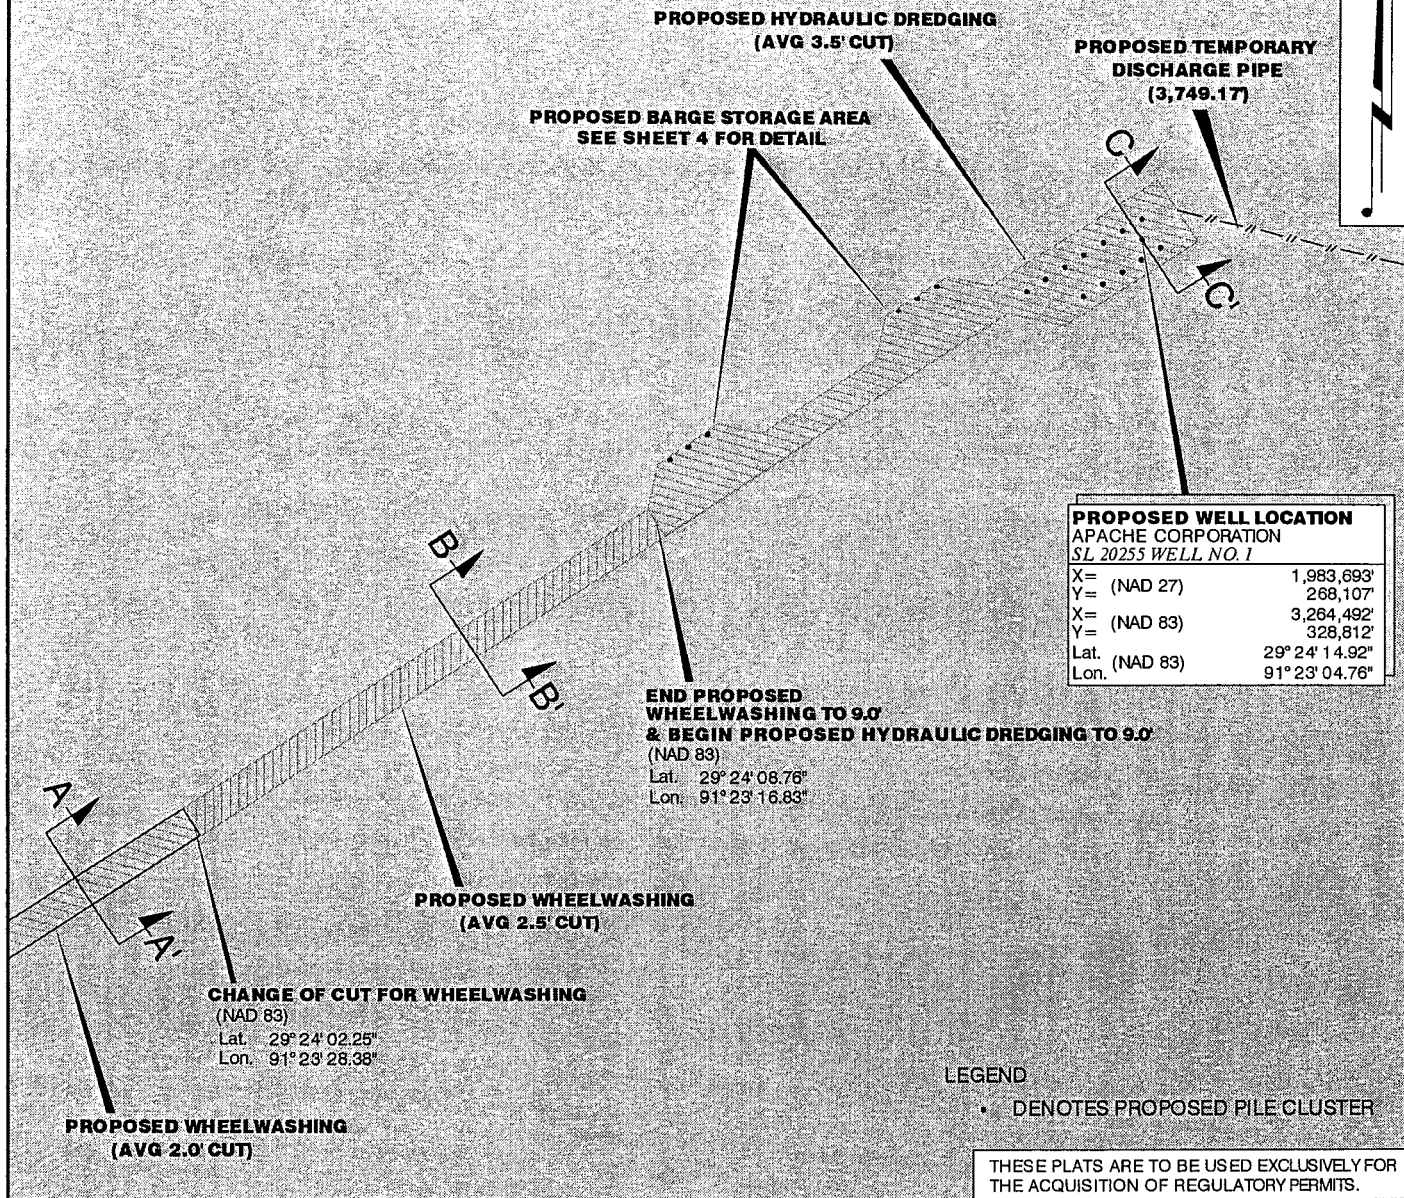 PROPOSED HYDRAULIC DREDGING
(AVG 3.5' CUT)
PROPOSED TEMPORARY
DISCHARGE PIPE
(3,749.17')
PROPOSED BARGE STORAGE AREA
SEE SHEET 4 FOR DETAIL
C
C'
PROPOSED WELL LOCATION
APACHE CORPORATION
SL 20255 WELL NO. 1
X= (NAD 27) 1,983,693'
Y= 268,107'
X= (NAD 83) 3,264,492'
Y= 328,812'
Lat. (NAD 83) 29° 24' 14.92"
Lon. 91° 23' 04.76"
B
B'
END PROPOSED
WHEELWASHING TO 9.0'
& BEGIN PROPOSED HYDRAULIC DREDGING TO 9.0'
(NAD 83)
Lat. 29° 24' 08.76"
Lon. 91° 23' 16.83"
A
A'
PROPOSED WHEELWASHING
(AVG 2.5' CUT)
CHANGE OF CUT FOR WHEELWASHING
(NAD 83)
Lat. 29° 24' 02.25"
Lon. 91° 23' 28.38"
PROPOSED WHEELWASHING
(AVG 2.0' CUT)
LEGEND
• DENOTES PROPOSED PILE CLUSTER
THESE PLATS ARE TO BE USED EXCLUSIVELY FOR
THE ACQUISITION OF REGULATORY PERMITS.